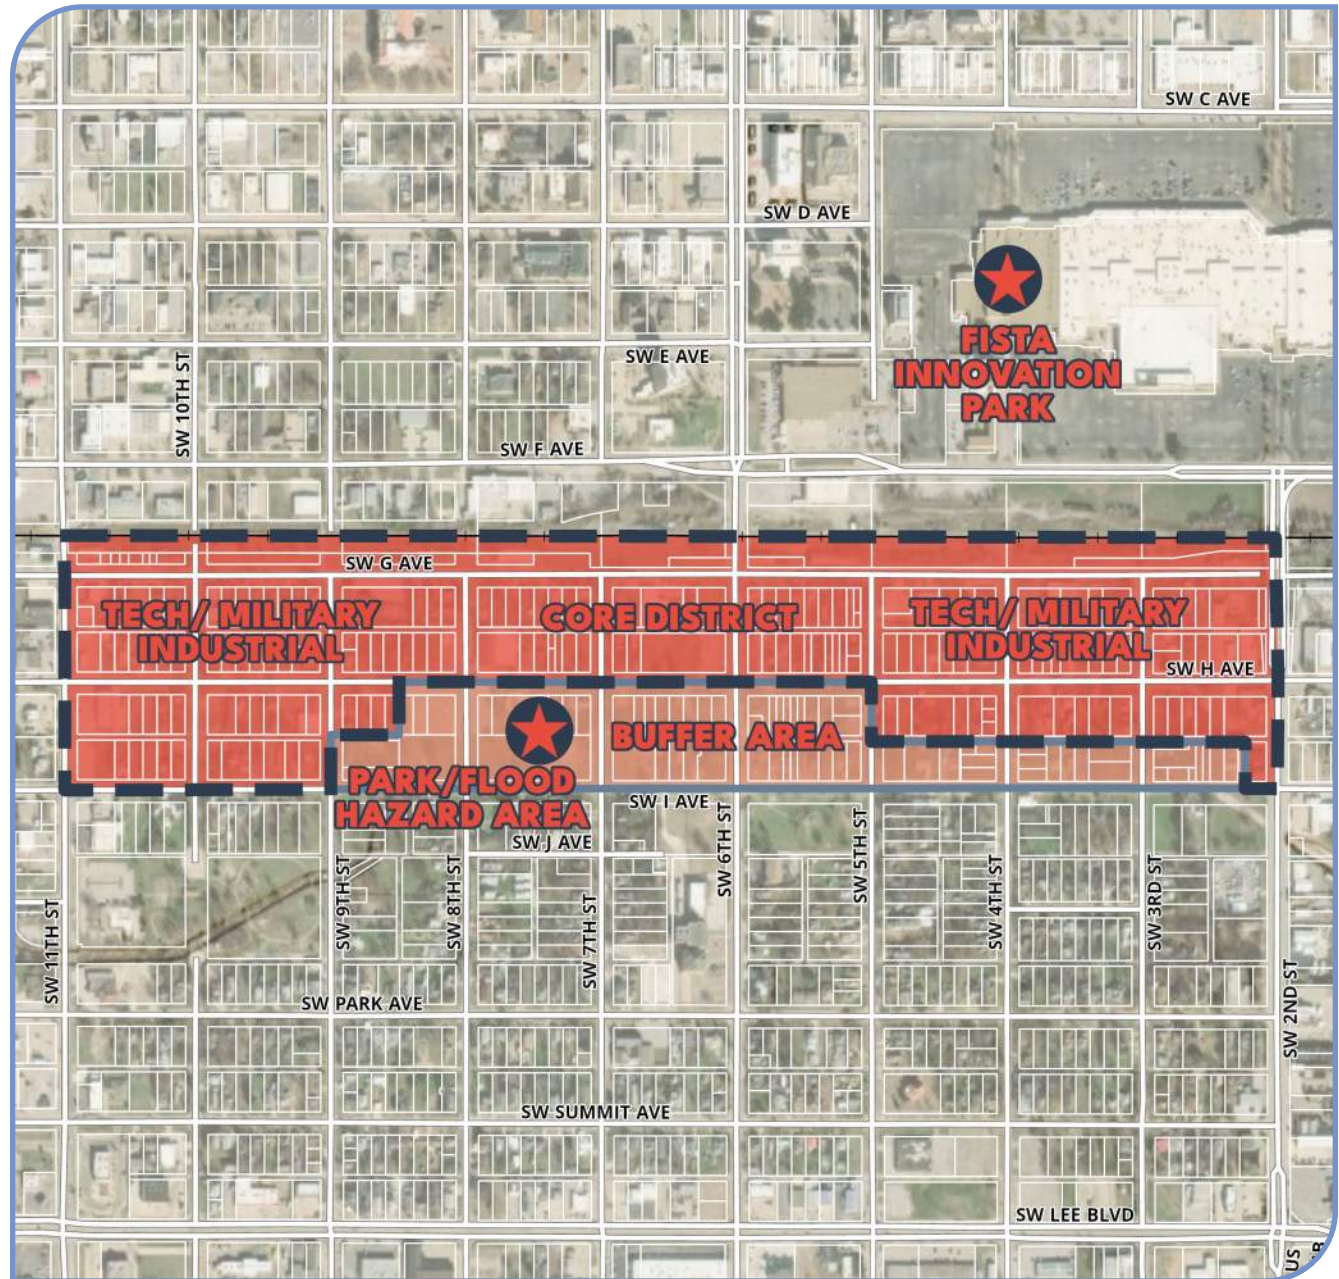 SW C AVE
SW D AVE
FISTA
INNOVATION
PARK
SW E AVE
SW 10TH ST
SW F AVE
SW G AVE
TECH/ MILITARY
INDUSTRIAL
CORE DISTRICT
TECH/ MILITARY
INDUSTRIAL
SW H AVE
BUFFER AREA
PARK/FLOOD
HAZARD AREA
SW I AVE
SW J AVE
SW 11TH ST
SW 9TH ST
SW 8TH ST
SW 7TH ST
SW 6TH ST
SW 5TH ST
SW 4TH ST
SW 3RD ST
SW 2ND ST
SW PARK AVE
SW SUMMIT AVE
SW LEE BLVD
US